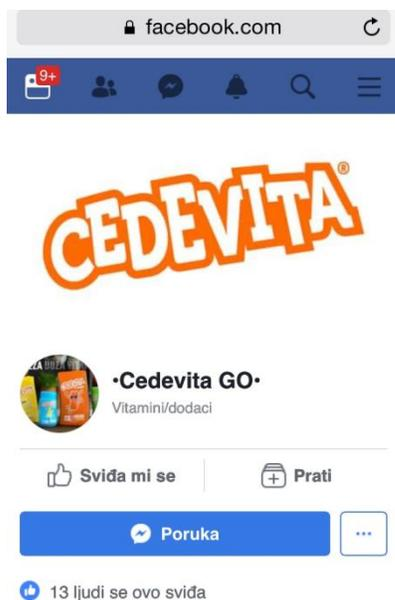 facebook.com
9+
CEDEVITA®
•Cedevita GO•
Vitamini/dodaci
Sviđa mi se
Prati
Poruka
13 ljudi se ovo sviđa